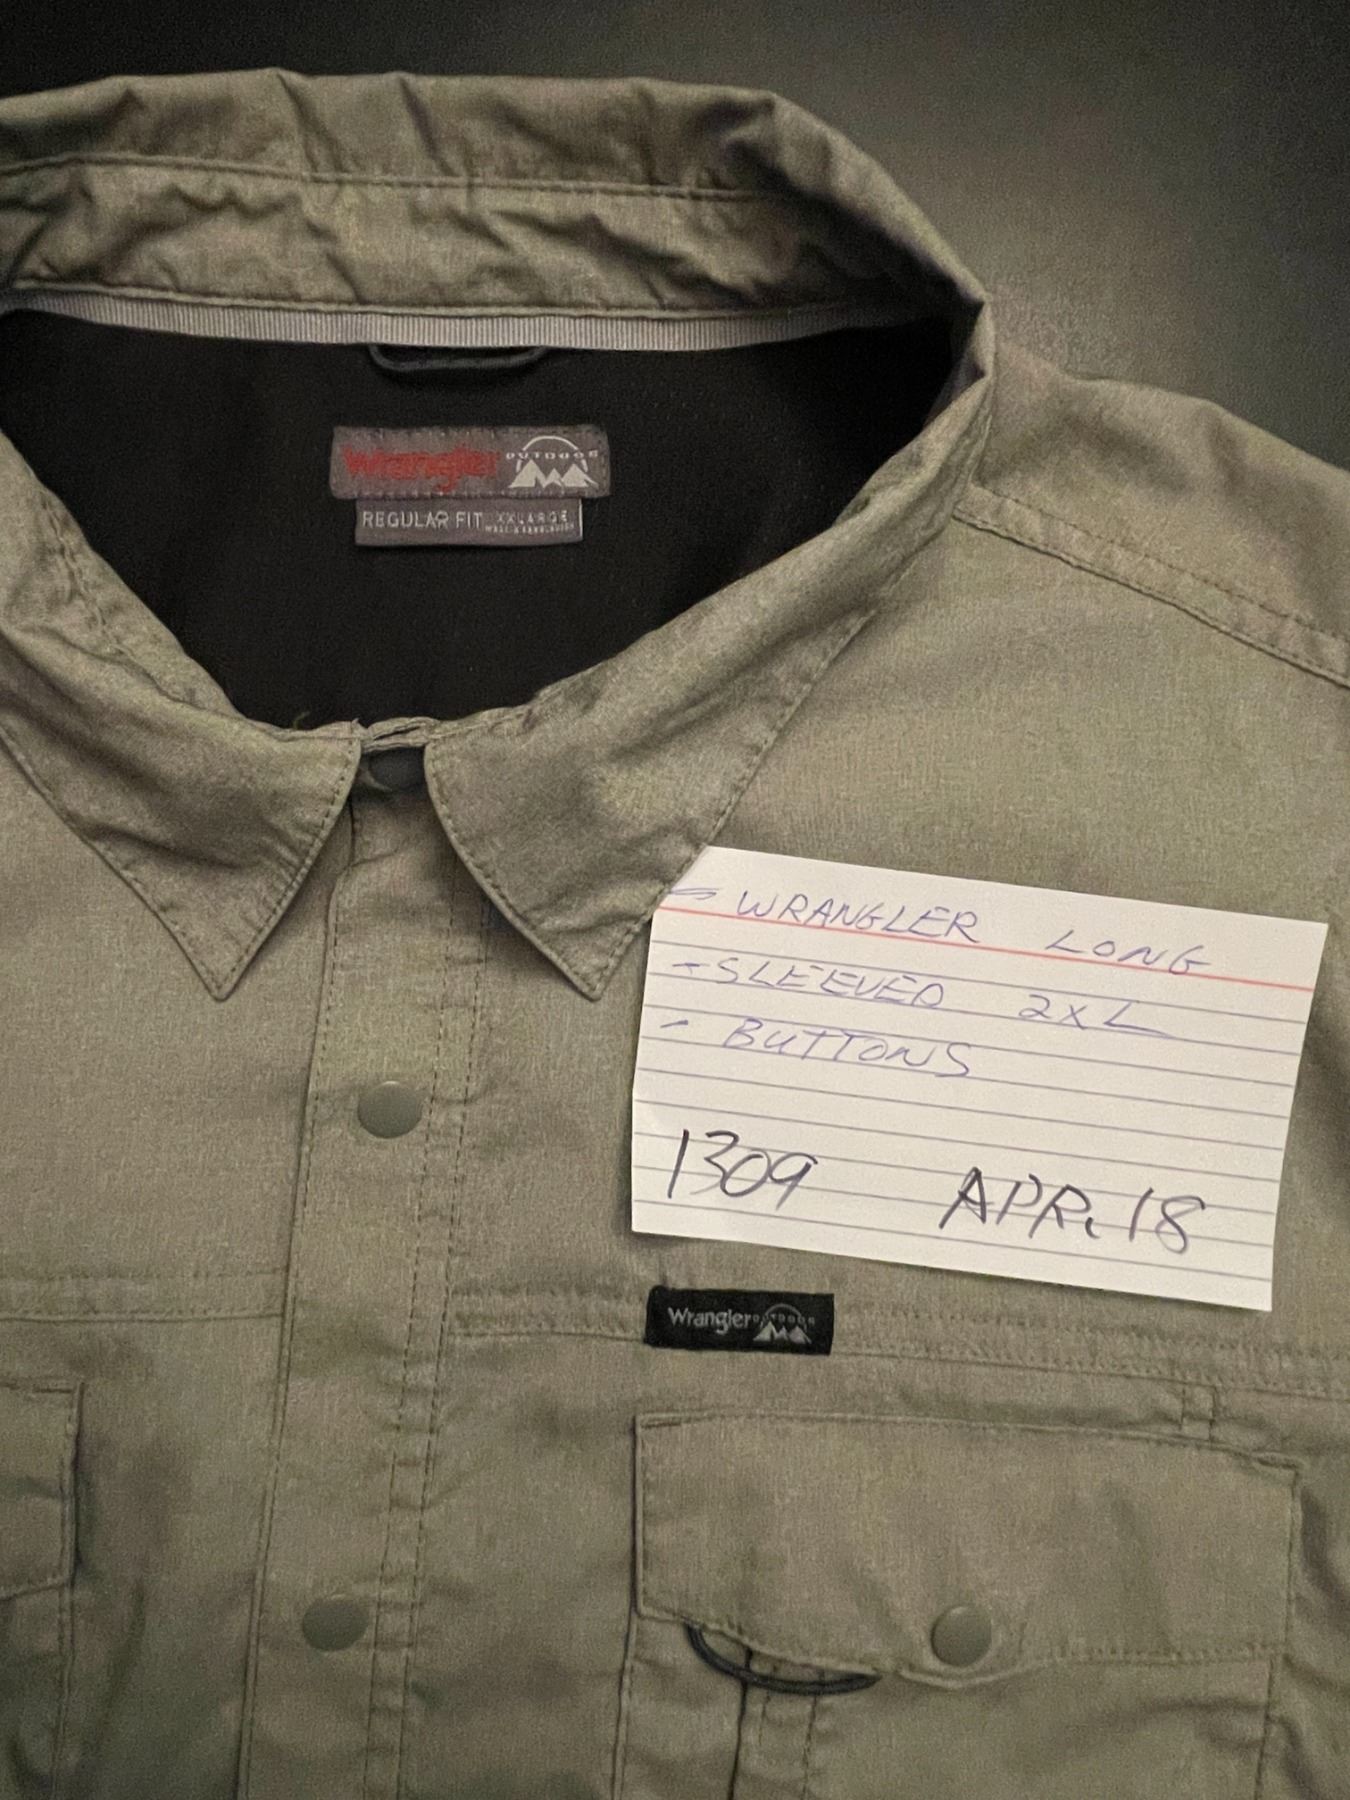 Wrangler OUTDOOR
REGULAR FIT XXLARGE
- WRANGLER LONG
- SLEEVED 2XL
- BUTTONS
1309 APR. 18
Wrangler OUTDOOR